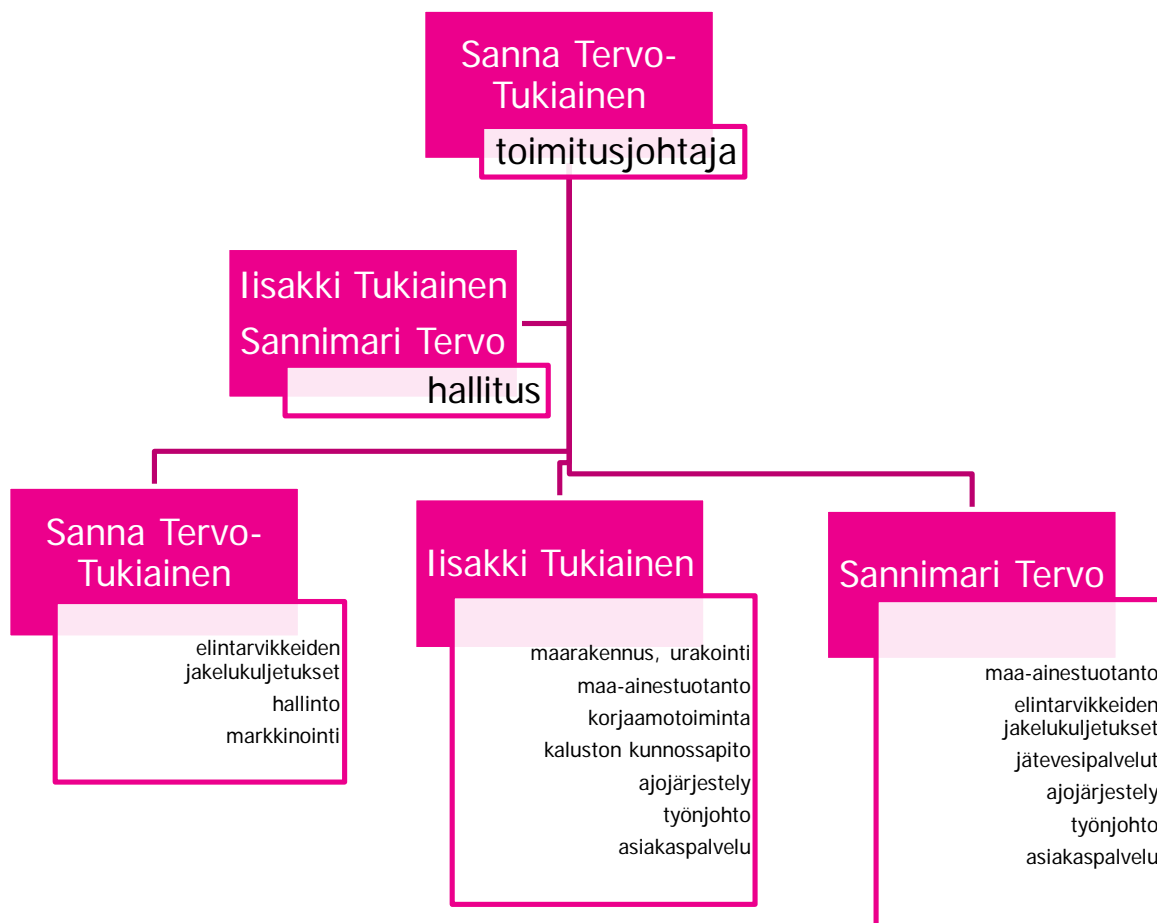 Sanna Tervo-
Tukiainen
toimitusjohtaja
Iisakki Tukiainen
Sannimari Tervo
hallitus
Sanna Tervo-
Tukiainen
elintarvikkeiden
jakelukuljetukset
hallinto
markkinointi
Iisakki Tukiainen
maarakennus, urakointi
maa-ainestuotanto
korjaamotoiminta
kaluston kunnossapito
ajojärjestely
työnjohto
asiakaspalvelu
Sannimari Tervo
maa-ainestuotanto
elintarvikkeiden
jakelukuljetukset
jätevesipalvelut
ajojärjestely
työnjohto
asiakaspalvelu